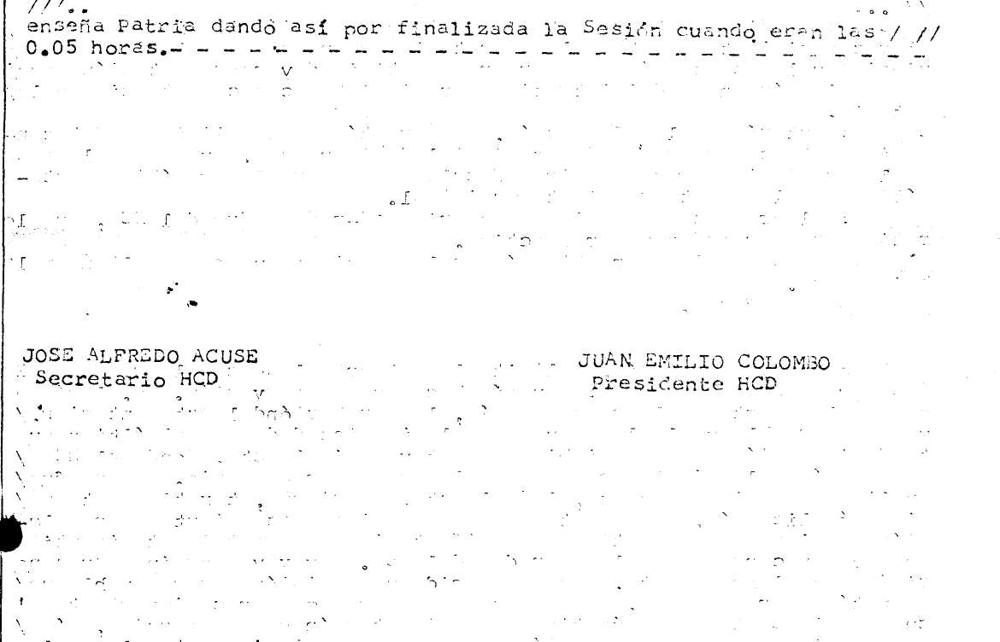 ///..
enseña Patria dando así por finalizada la Sesión cuando eran las / //
0.05 horas.- - - - - - - - - - - - - - - - - - - - - - - - - - - - -
JOSE ALFREDO ACUSE
Secretario HCD
JUAN EMILIO COLOMBO
Presidente HCD